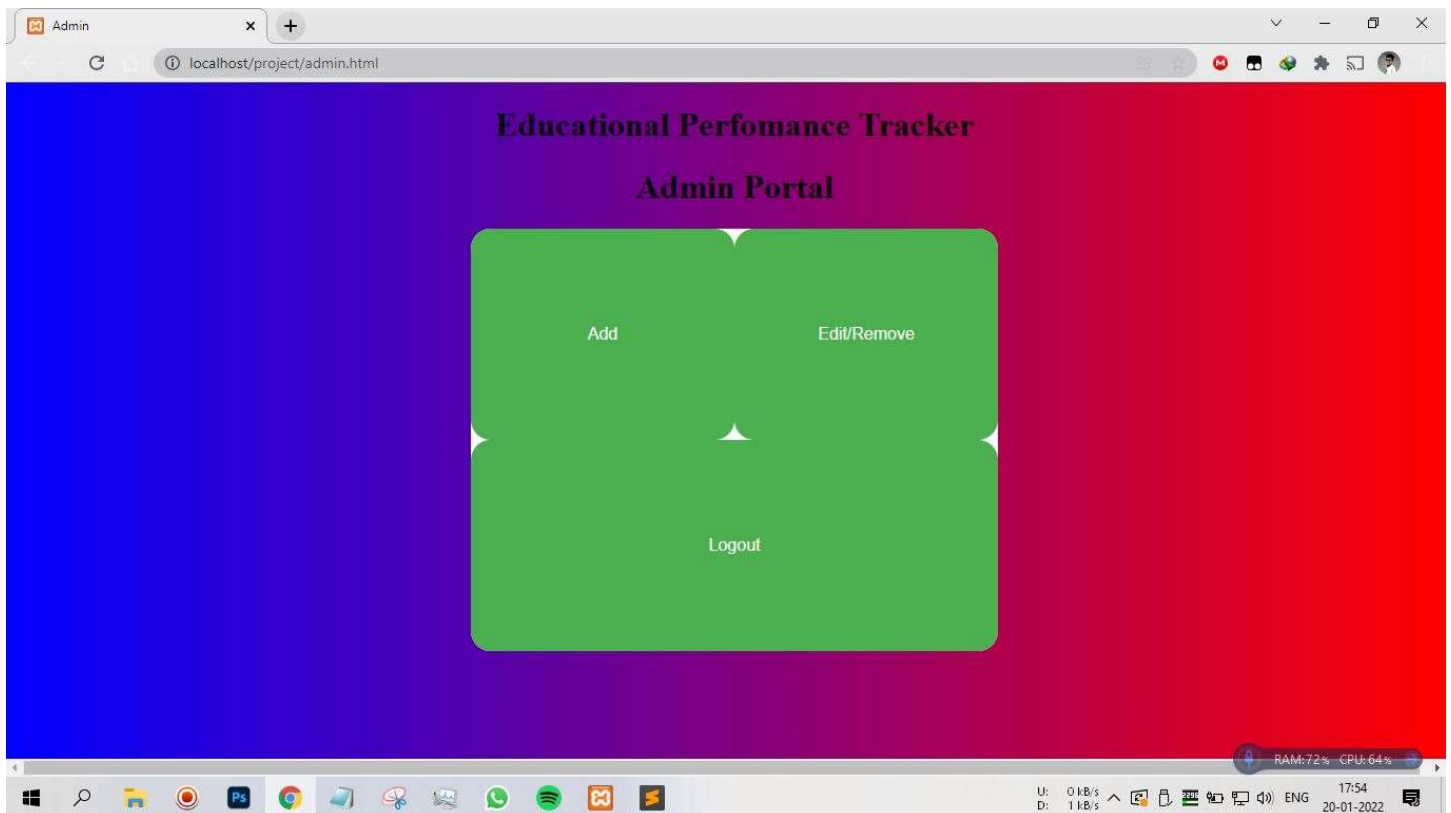 Admin
localhost/project/admin.html
Educational Perfomance Tracker
Admin Portal
Add Edit/Remove
Logout
RAM:72% CPU:64%
Ps
U: 0 kB/s
D: 1 kB/s
ENG
17:54
20-01-2022